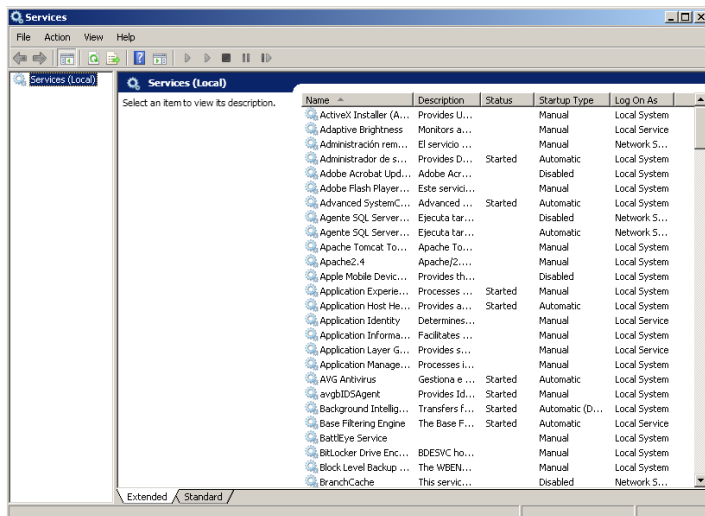 Services
File Action View Help
Services (Local)
Services (Local)
Select an item to view its description.
Name Description Status Startup Type Log On As
ActiveX Installer (A... Provides U... Manual Local System
Adaptive Brightness Monitors a... Manual Local Service
Administración rem... El servicio ... Manual Network S...
Administrador de s... Provides D... Started Automatic Local System
Adobe Acrobat Upd... Adobe Acr... Disabled Local System
Adobe Flash Player... Este servici... Manual Local System
Advanced SystemC... Advanced ... Started Automatic Local System
Agente SQL Server... Ejecuta tar... Disabled Network S...
Agente SQL Server... Ejecuta tar... Automatic Network S...
Apache Tomcat To... Apache To... Manual Local System
Apache2.4 Apache/2.... Manual Local System
Apple Mobile Devic... Provides th... Disabled Local System
Application Experie... Processes ... Started Manual Local System
Application Host He... Provides a... Started Automatic Local System
Application Identity Determines... Manual Local Service
Application Informa... Facilitates ... Manual Local System
Application Layer G... Provides s... Manual Local Service
Application Manage... Processes i... Manual Local System
AVG Antivirus Gestiona e ... Started Automatic Local System
avgbIDSAgent Provides Id... Started Manual Local System
Background Intellig... Transfers f... Started Automatic (D... Local System
Base Filtering Engine The Base F... Started Automatic Local Service
BattlEye Service Manual Local System
BitLocker Drive Enc... BDESVC ho... Manual Local System
Block Level Backup ... The WBEN... Manual Local System
BranchCache This servic... Disabled Network S...
Extended Standard